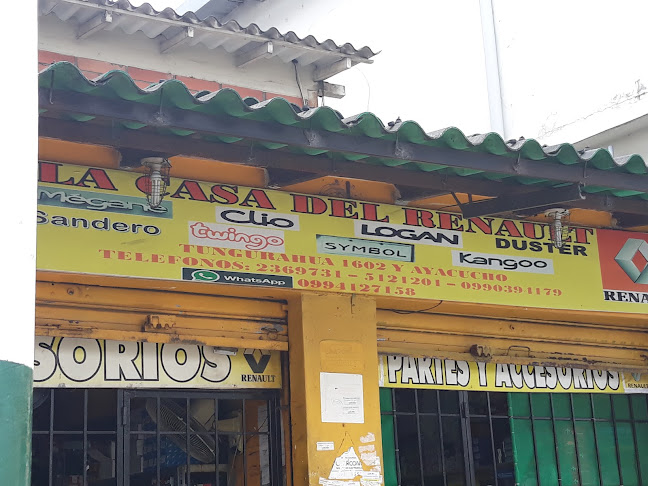 LA CASA DEL RENAULT
Mégane Clio LOGAN DUSTER
Sandero twingo SYMBOL Kangoo
RENAULT
TUNGURAHUA 1602 Y AYACUCHO
TELEFONOS: 2369731 - 5121201 - 0990394179
WhatsApp 0994127158
SORIOS RENAULT
PARTES Y ACCESORIOS